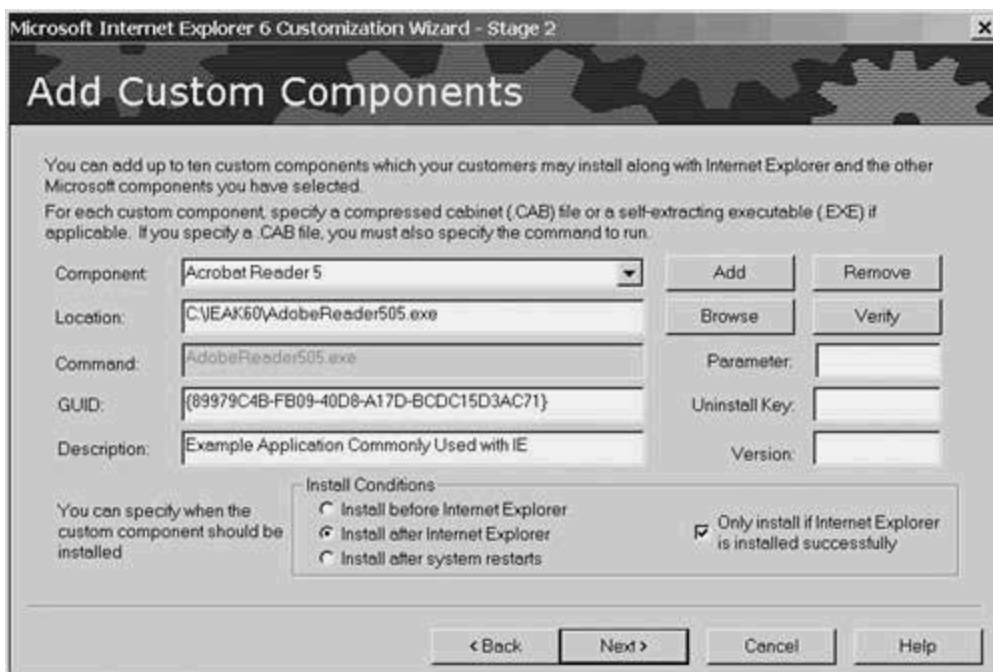 Microsoft Internet Explorer 6 Customization Wizard - Stage 2
Add Custom Components
You can add up to ten custom components which your customers may install along with Internet Explorer and the other
Microsoft components you have selected.
For each custom component, specify a compressed cabinet (.CAB) file or a self-extracting executable (.EXE) if
applicable. If you specify a .CAB file, you must also specify the command to run.
Component: Acrobat Reader 5 Add Remove
Location: C:\IEAK60\AdobeReader505.exe Browse Verify
Command: AdobeReader505.exe Parameter:
GUID: {89979C4B-FB09-40D8-A17D-BCDC15D3AC71} Uninstall Key:
Description: Example Application Commonly Used with IE Version:
You can specify when the
custom component should be
installed
Install Conditions
Install before Internet Explorer
Install after Internet Explorer
Install after system restarts
Only install if Internet Explorer
is installed successfully
< Back Next > Cancel Help